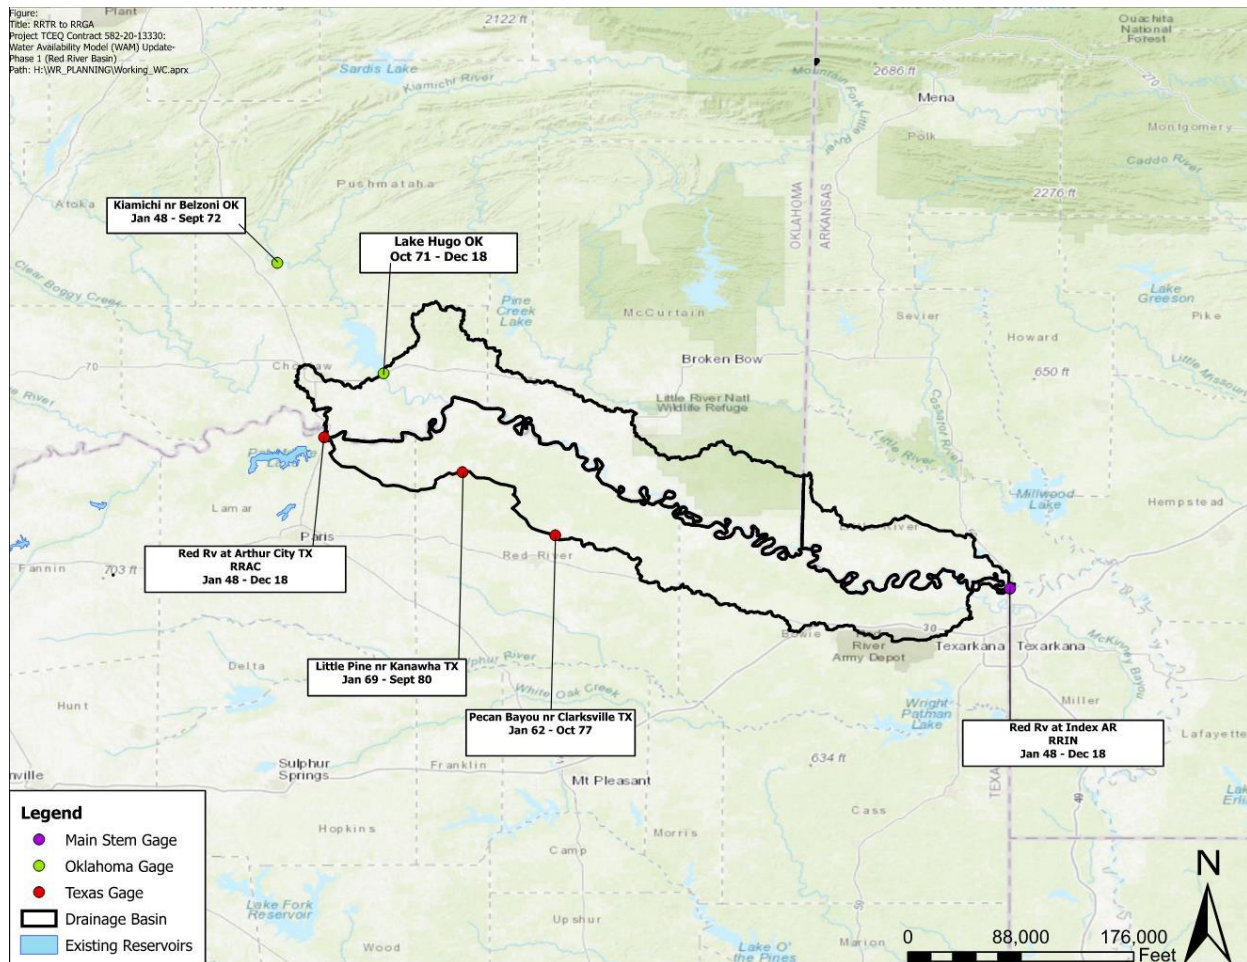 Figure:
Title: RRTR to RRGA
Project TCEQ Contract 582-20-13330:
Water Availability Model (WAM) Update-
Phase 1 (Red River Basin)
Path: H:\WR_PLANNING\Working_WC.aprx
Plant
2122 ft
Ouachita
National
Forest
Sardis Lake
Kiamichi River
Mountain Fork Little River
2686 ft
270
Mena
Polk
Montgomery
Caddo River
Pushmataha
Atoka
2276 ft
Kiamichi nr Belzoni OK
Jan 48 - Sept 72
OKLAHOMA
ARKANSAS
Lake Hugo OK
Oct 71 - Dec 18
Clear Boggy Creek
Pine
Creek
Lake
McCurtain
Lake
Greeson
Sevier
Pike
Howard
70
Broken Bow
650 ft
Little Missouri
Little River Natl
Wildlife Refuge
Cossatot River
Little River
Millwood
Lake
Hempstead
Lamar
Paris
Red River
Red Rv at Arthur City TX
RRAC
Jan 48 - Dec 18
Fannin
703 ft
30
Bowie
River
Army Depot
Texarkana
Texarkana
McKinney Bayou
Delta
Sulphur River
Little Pine nr Kanawha TX
Jan 69 - Sept 80
White Oak Creek
Miller
Hunt
Wright
Patman
Lake
Pecan Bayou nr Clarksville TX
Jan 62 - Oct 77
Red Rv at Index AR
RRIN
Jan 48 - Dec 18
Lafayette
Sulphur
Springs
Franklin
634 ft
Mt Pleasant
49
Cass
Legend
Main Stem Gage
Oklahoma Gage
Texas Gage
Drainage Basin
Existing Reservoirs
Hopkins
Morris
Camp
Lake Fork
Reservoir
Upshur
Wood
Lake O'
the Pines
Marion
59
N
0 88,000 176,000
Feet